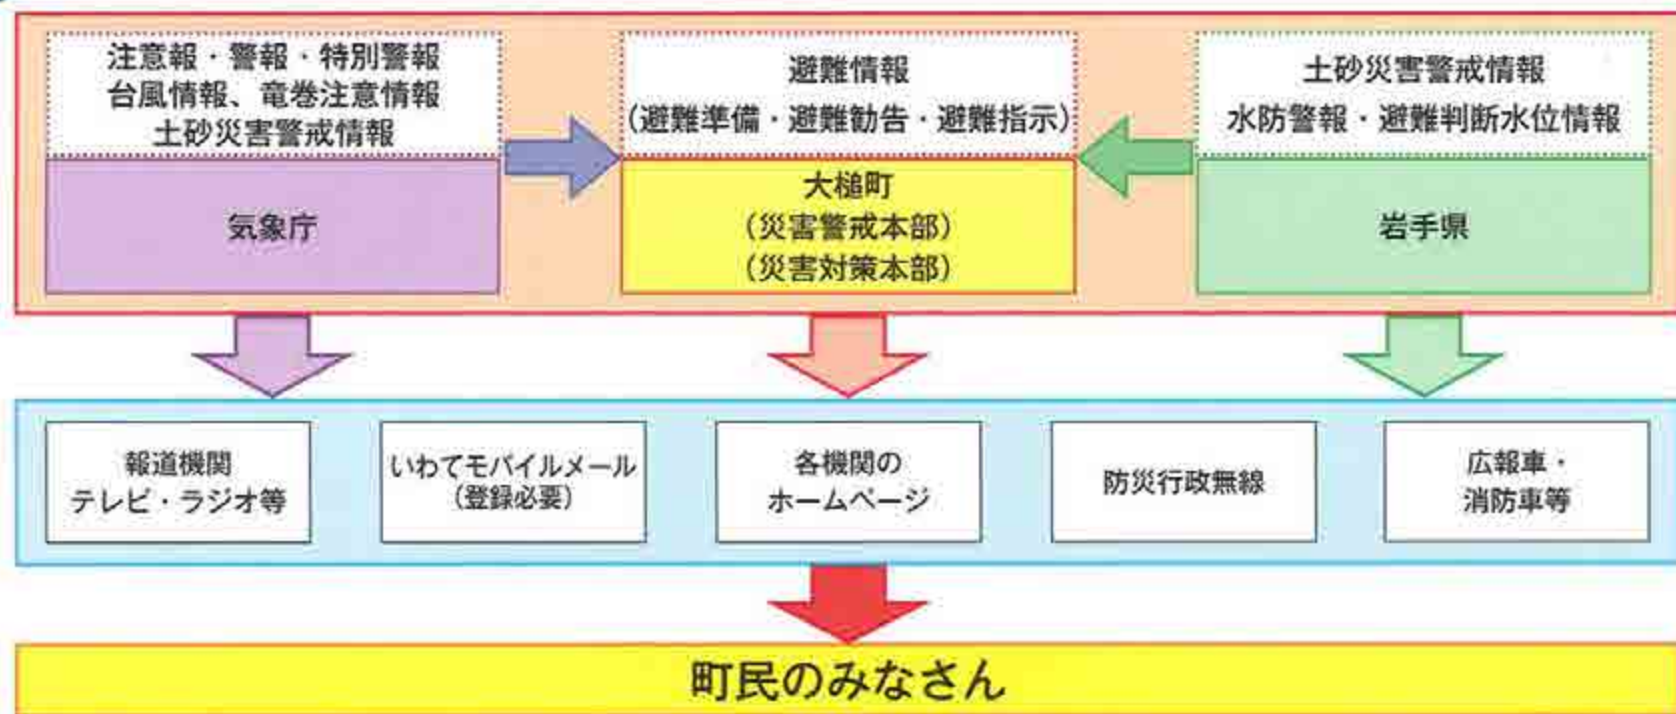 注意報・警報・特別警報
台風情報、竜巻注意情報
土砂災害警戒情報
気象庁
避難情報
(避難準備・避難勧告・避難指示)
大槌町
(災害警戒本部)
(災害対策本部)
土砂災害警戒情報
水防警報・避難判断水位情報
岩手県
報道機関
テレビ・ラジオ等
いわてモバイルメール
(登録必要)
各機関の
ホームページ
防災行政無線
広報車・
消防車等
町民のみなさん